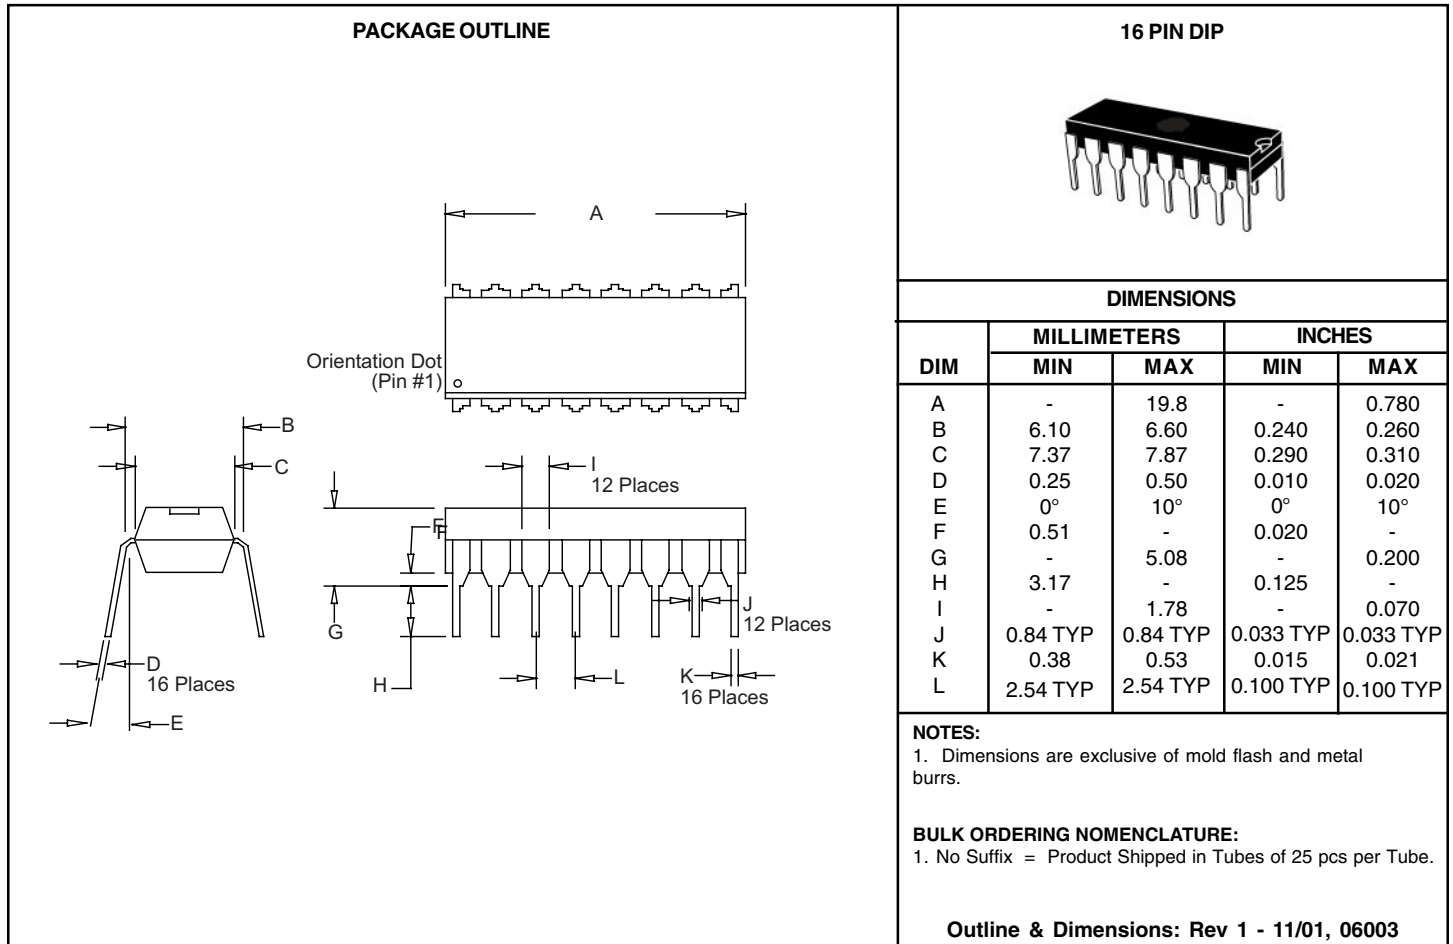 PACKAGE OUTLINE
A
Orientation Dot
(Pin #1)
B
C
I
12 Places
F
F
G
H
J
12 Places
D
16 Places
E
L
K
16 Places
16 PIN DIP
DIMENSIONS
MILLIMETERS INCHES
DIM MIN MAX MIN MAX
A - 19.8 - 0.780
B 6.10 6.60 0.240 0.260
C 7.37 7.87 0.290 0.310
D 0.25 0.50 0.010 0.020
E 0° 10° 0° 10°
F 0.51 - 0.020 -
G - 5.08 - 0.200
H 3.17 - 0.125 -
I - 1.78 - 0.070
J 0.84 TYP 0.84 TYP 0.033 TYP 0.033 TYP
K 0.38 0.53 0.015 0.021
L 2.54 TYP 2.54 TYP 0.100 TYP 0.100 TYP
NOTES:
1. Dimensions are exclusive of mold flash and metal
burrs.
BULK ORDERING NOMENCLATURE:
1. No Suffix = Product Shipped in Tubes of 25 pcs per Tube.
Outline & Dimensions: Rev 1 - 11/01, 06003